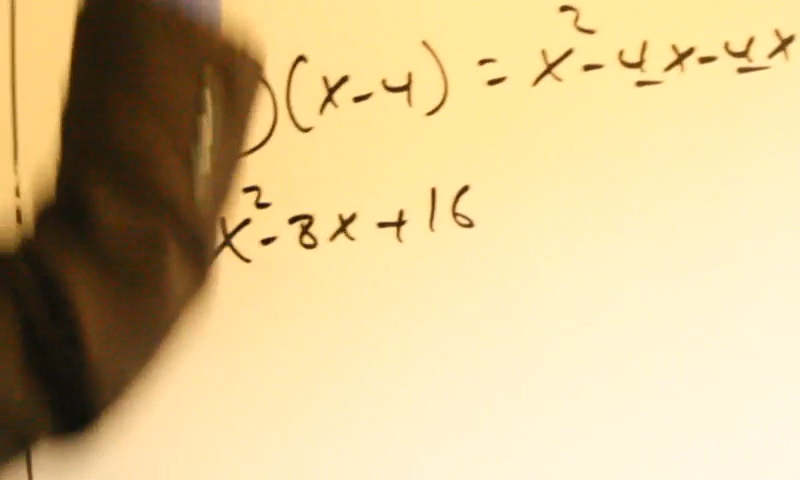 )(x-4) = x²-4x-4x
x²-8x+16